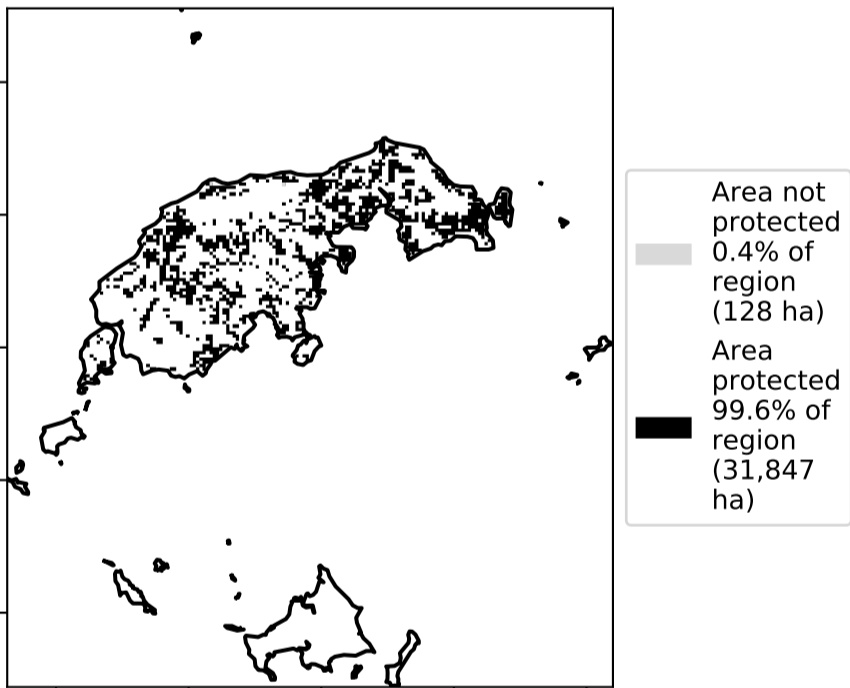 Area not
protected
0.4% of
region
(128 ha)
Area
protected
99.6% of
region
(31,847
ha)